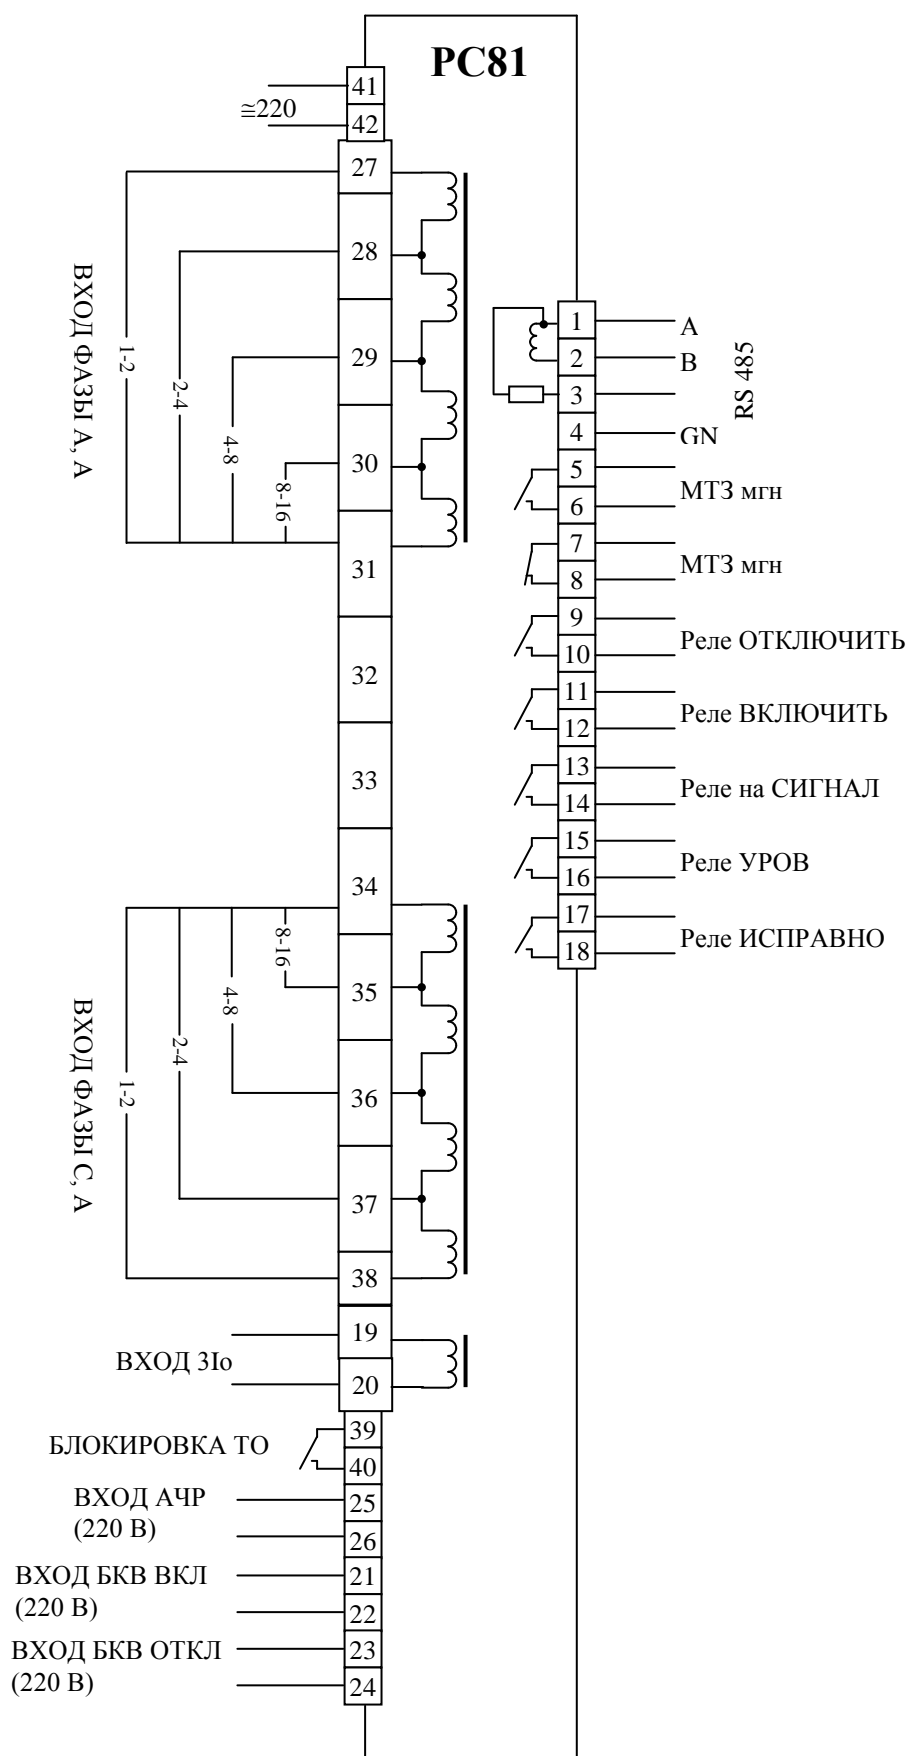 РС81
41
≅220
42
27
28
29
30
31
32
33
34
35
36
37
38
19
20
39
40
25
26
21
22
23
24
ВХОД ФАЗЫ А, А
1-2
2-4
4-8
8-16
ВХОД ФАЗЫ С, А
1-2
2-4
4-8
8-16
ВХОД 3Iо
БЛОКИРОВКА ТО
ВХОД АЧР
(220 В)
ВХОД БКВ ВКЛ
(220 В)
ВХОД БКВ ОТКЛ
(220 В)
1
A
2
B
3
4
GN
RS 485
5
6
МТЗ мгн
7
8
МТЗ мгн
9
10
Реле ОТКЛЮЧИТЬ
11
12
Реле ВКЛЮЧИТЬ
13
14
Реле на СИГНАЛ
15
16
Реле УРОВ
17
18
Реле ИСПРАВНО